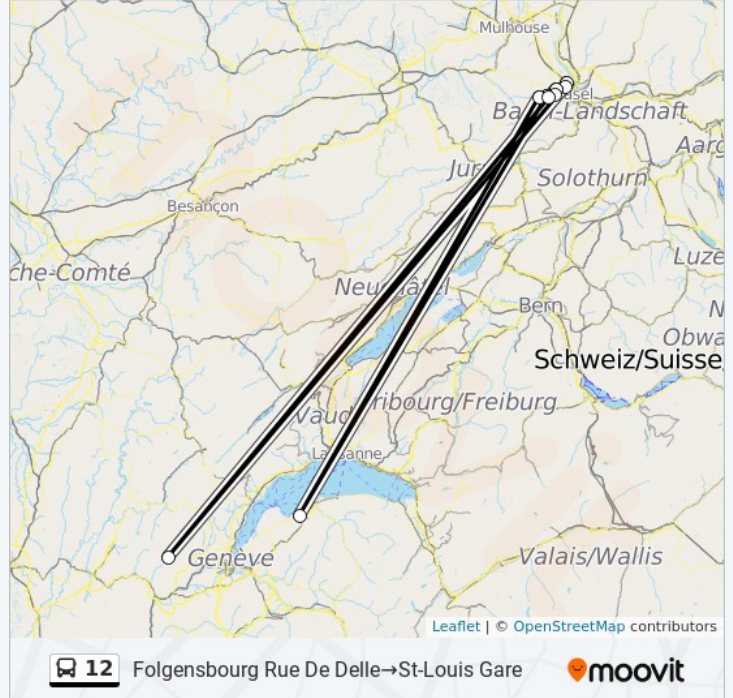 Mulhouse
Basel
Basel-Landschaft
Aarg
Jura
Solothurn
Besançon
Luze
che-Comté
Neuchâtel
Bern
N
Obwa
Schweiz/Suisse
Vaud
Fribourg/Freiburg
Lausanne
Genève
Valais/Wallis
Leaflet | © OpenStreetMap contributors
12 Folgensbourg Rue De Delle→St-Louis Gare moovit